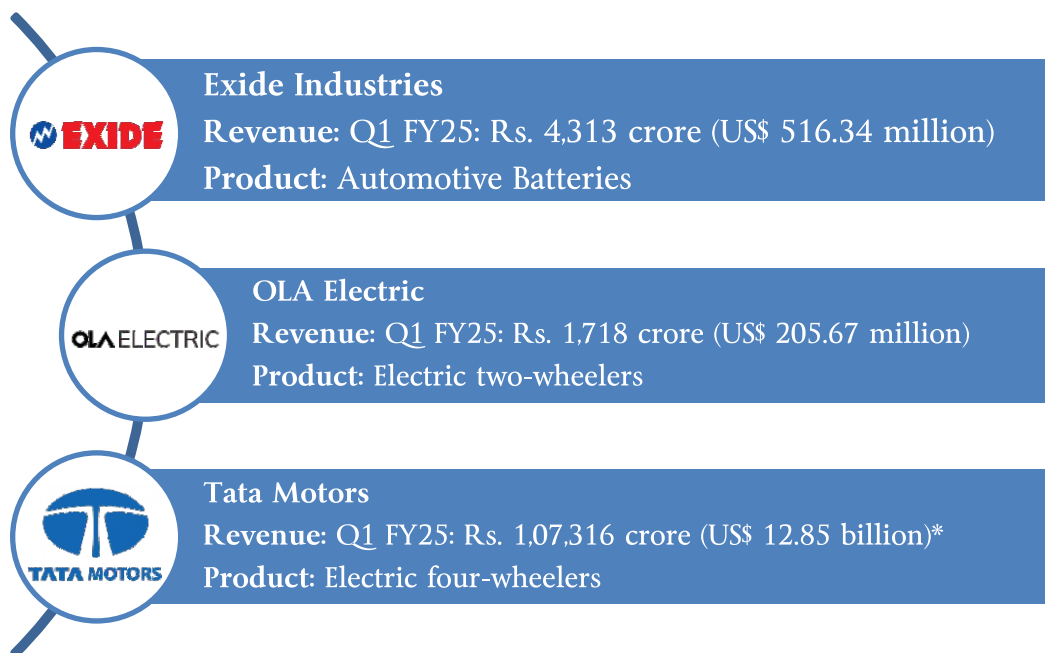 EXIDE
Exide Industries
Revenue: Q1 FY25: Rs. 4,313 crore (US$ 516.34 million)
Product: Automotive Batteries
OLA ELECTRIC
OLA Electric
Revenue: Q1 FY25: Rs. 1,718 crore (US$ 205.67 million)
Product: Electric two-wheelers
TATA MOTORS
Tata Motors
Revenue: Q1 FY25: Rs. 1,07,316 crore (US$ 12.85 billion)*
Product: Electric four-wheelers